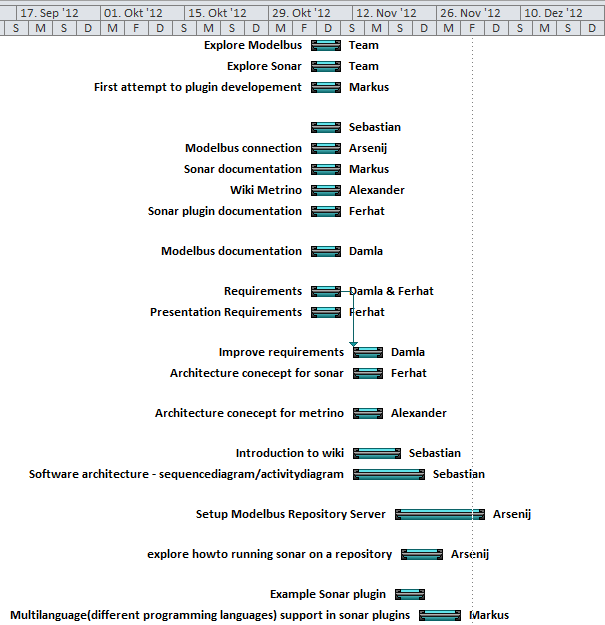 17. Sep '12 01. Okt '12 15. Okt '12 29. Okt '12 12. Nov '12 26. Nov '12 10. Dez '12
S M S D M F D S M S D M F D S M S D M F D S M S D
Explore Modelbus Team
Explore Sonar Team
First attempt to plugin developement Markus
Sebastian
Modelbus connection Arsenij
Sonar documentation Markus
Wiki Metrino Alexander
Sonar plugin documentation Ferhat
Modelbus documentation Damla
Requirements Damla & Ferhat
Presentation Requirements Ferhat
Improve requirements Damla
Architecture conecept for sonar Ferhat
Architecture conecept for metrino Alexander
Introduction to wiki Sebastian
Software architecture - sequencediagram/activitydiagram Sebastian
Setup Modelbus Repository Server Arsenij
explore howto running sonar on a repository Arsenij
Example Sonar plugin
Multilanguage(different programming languages) support in sonar plugins Markus